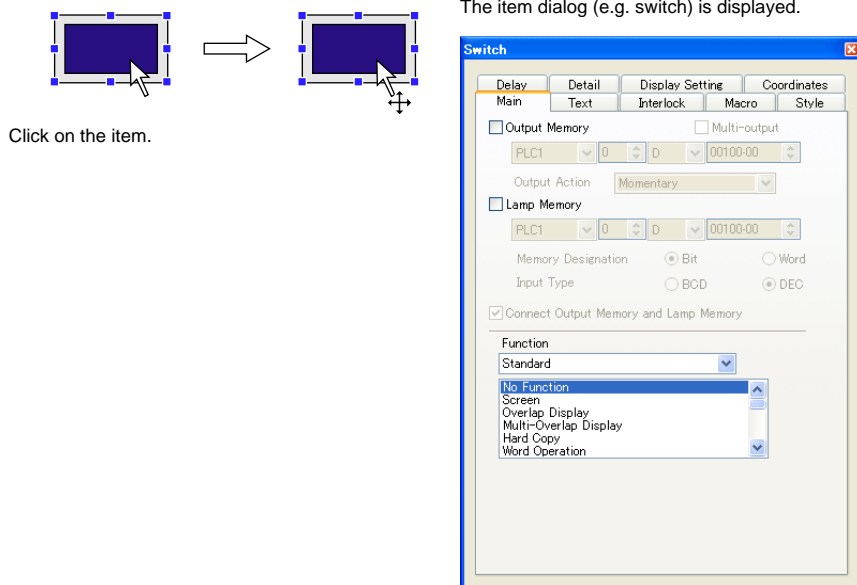 The item dialog (e.g. switch) is displayed.
Click on the item.
Switch
Delay Detail Display Setting Coordinates
Main Text Interlock Macro Style
Output Memory Multi-output
PLC1 0 D 00100-00
Output Action Momentary
Lamp Memory
PLC1 0 D 00100-00
Memory Designation Bit Word
Input Type BCD DEC
Connect Output Memory and Lamp Memory
Function
Standard
No Function
Screen
Overlap Display
Multi-Overlap Display
Hard Copy
Word Operation